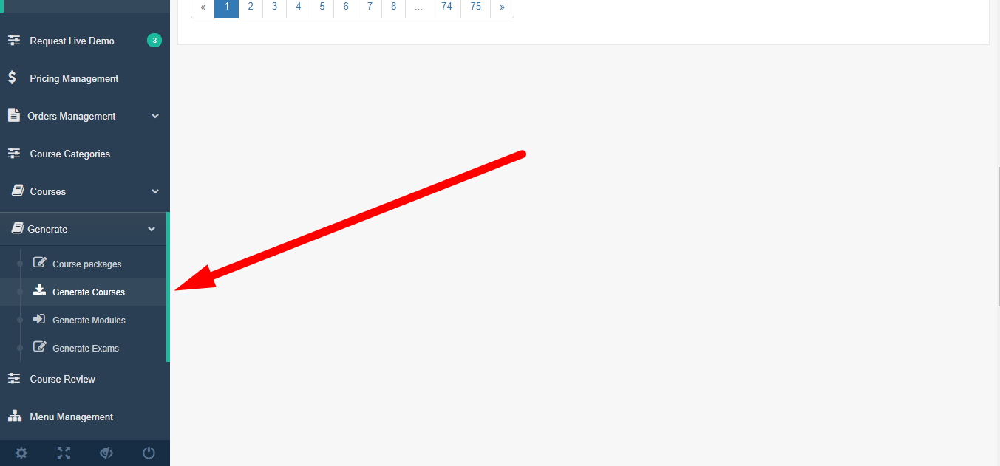 « 1 2 3 4 5 6 7 8 ... 74 75 »
Request Live Demo 3
Pricing Management
Orders Management
Course Categories
Courses
Generate
Course packages
Generate Courses
Generate Modules
Generate Exams
Course Review
Menu Management